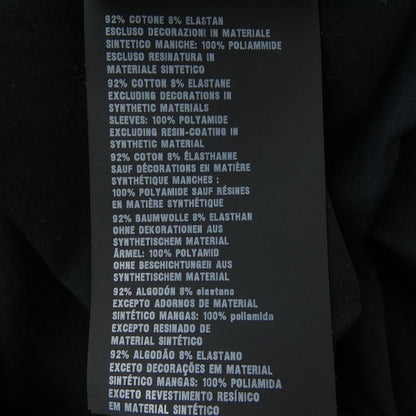 92% COTONE 8% ELASTAN
ESCLUSO DECORAZIONI IN MATERIALE
SINTETICO MANICHE: 100% POLIAMMIDE
ESCLUSO RESINATURA IN
MATERIALE SINTETICO
92% COTTON 8% ELASTANE
EXCLUDING DECORATIONS IN
SYNTHETIC MATERIALS
SLEEVES: 100% POLYAMIDE
EXCLUDING RESIN-COATING IN
SYNTHETIC MATERIAL
92% COTON 8% ÉLASTHANNE
SAUF DÉCORATIONS EN MATIÈRE
SYNTHÉTIQUE MANCHES :
100% POLYAMIDE SAUF RÉSINES
EN MATIÈRE SYNTHÉTIQUE
92% BAUMWOLLE 8% ELASTHAN
OHNE DEKORATIONEN AUS
SYNTHETISCHEM MATERIAL
ÄRMEL: 100% POLYAMID
OHNE BESCHICHTUNGEN AUS
SYNTHETISCHEM MATERIAL
92% ALGODÓN 8% elastano
EXCEPTO ADORNOS DE MATERIAL
SINTÉTICO MANGAS: 100% poliamida
EXCEPTO RESINADO DE
MATERIAL SINTÉTICO
92% ALGODÃO 8% ELASTANO
EXCETO DECORAÇÕES EM MATERIAL
SINTÉTICO MANGAS: 100% POLIAMIDA
EXCETO REVESTIMENTO RESÍNICO
EM MATERIAL SINTÉTICO